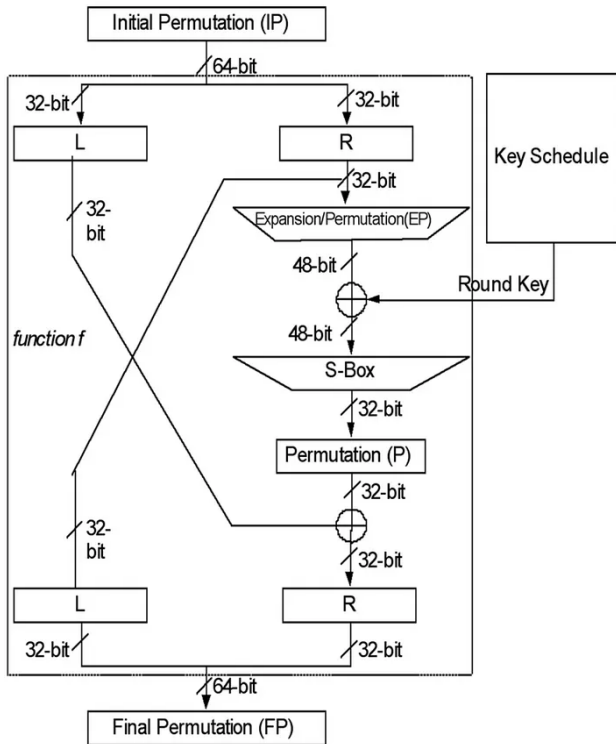 Initial Permutation (IP)
64-bit
32-bit
32-bit
L
R
Key Schedule
32-bit
32-
bit
Expansion/Permutation(EP)
48-bit
Round Key
48-bit
function f
S-Box
32-bit
Permutation (P)
32-bit
32-
bit
32-bit
L
R
32-bit
32-bit
64-bit
Final Permutation (FP)